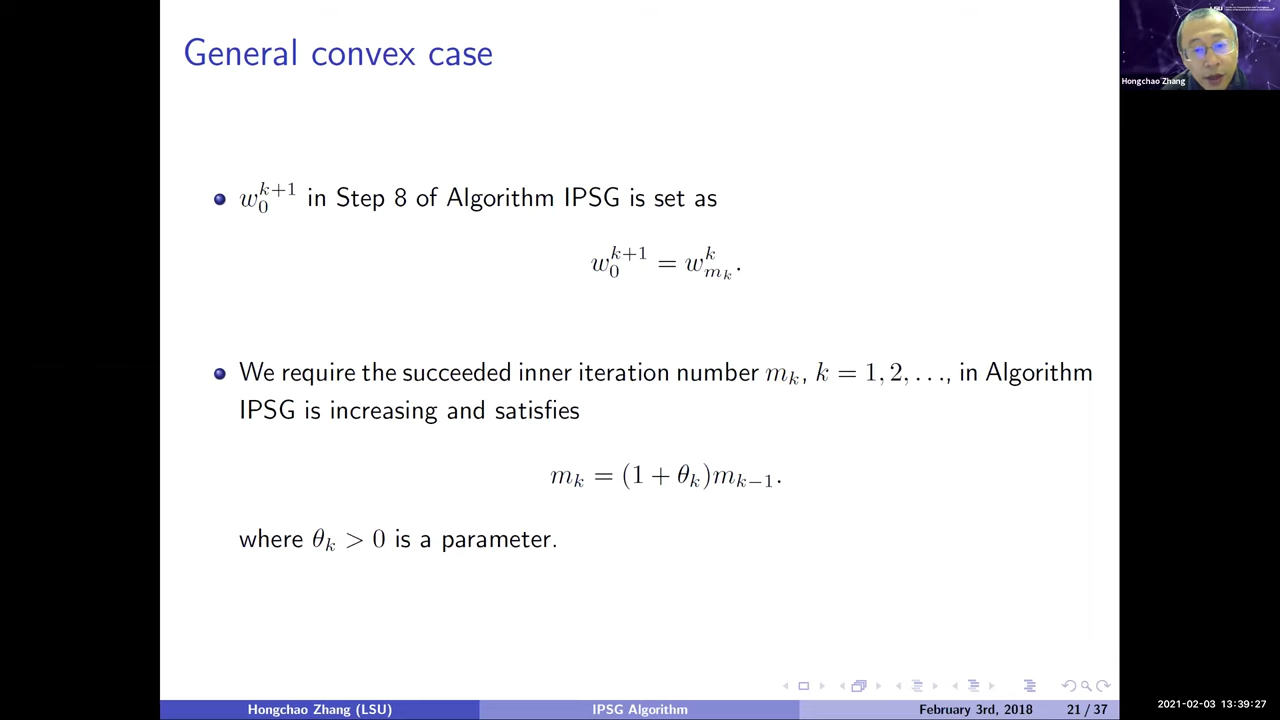 General convex case
w_0^{k+1} in Step 8 of Algorithm IPSG is set as
w_0^{k+1} = w_{m_k}^k.
We require the succeeded inner iteration number m_k, k = 1, 2, . . ., in Algorithm
IPSG is increasing and satisfies
m_k = (1 + θ_k)m_{k−1}.
where θ_k > 0 is a parameter.
Hongchao Zhang (LSU)
IPSG Algorithm
February 3rd, 2018
21 / 37
LSU
Hongchao Zhang
2021-02-03 13:39:27